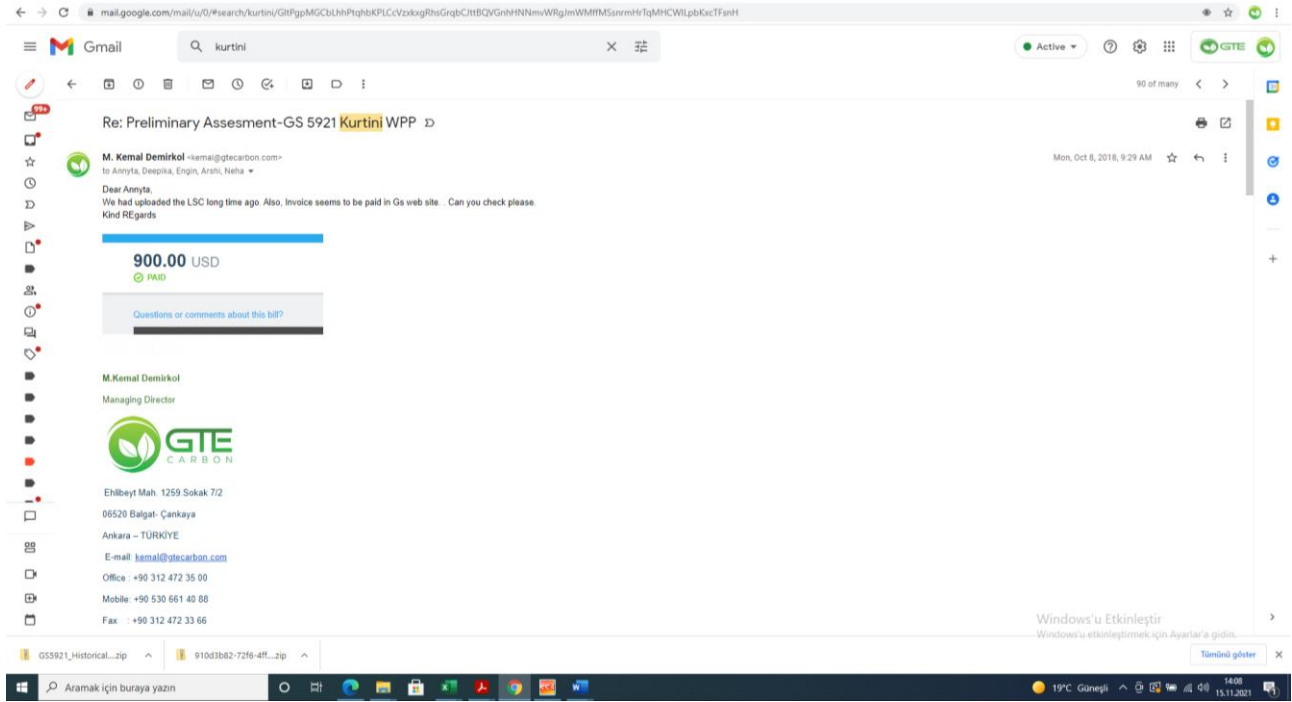 mail.google.com/mail/u/0/#search/kurtini/
Gmail
kurtini
Active
GTE
90 of many
99+
Re: Preliminary Assesment-GS 5921 Kurtini WPP
M. Kemal Demirkol <kemal@gtecarbon.com>
Mon, Oct 8, 2018, 9:29 AM
to Annyta, Deepika, Engin, Arshi, Neha
Dear Annyta,
We had uploaded the LSC long time ago. Also, Invoice seems to be paid in Gs web site. . Can you check please.
Kind REgards
900.00 USD
PAID
Questions or comments about this bill?
M.Kemal Demirkol
Managing Director
GTE
CARBON
Ehlibeyt Mah. 1259.Sokak 7/2
06520 Balgat- Çankaya
Ankara – TÜRKİYE
E-mail: kemal@gtecarbon.com
Office : +90 312 472 35 00
Mobile: +90 530 661 40 88
Fax : +90 312 472 33 66
Windows'u Etkinleştir
Windows'u etkinleştirmek için Ayarlar'a gidin.
GS5921_Historical....zip
910d3b82-72f6-4ff....zip
Tümünü göster
Aramak için buraya yazın
19°C Güneşli
14:08
15.11.2021